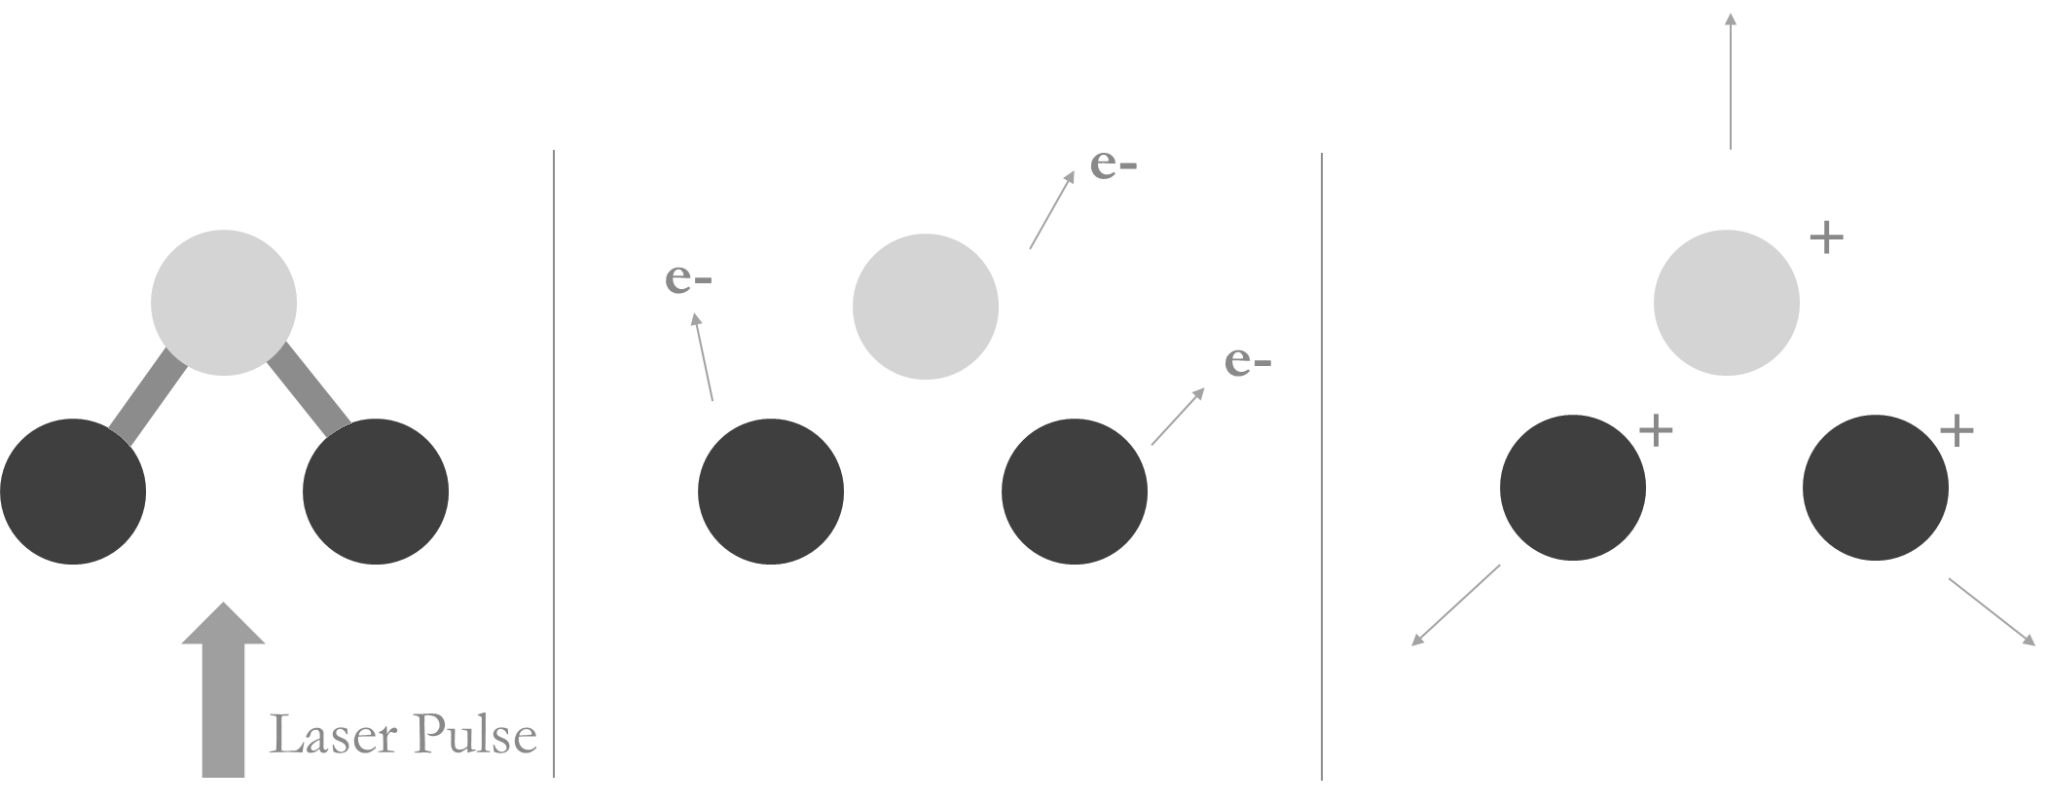 Laser Pulse
e-
e-
e-
+
+
+